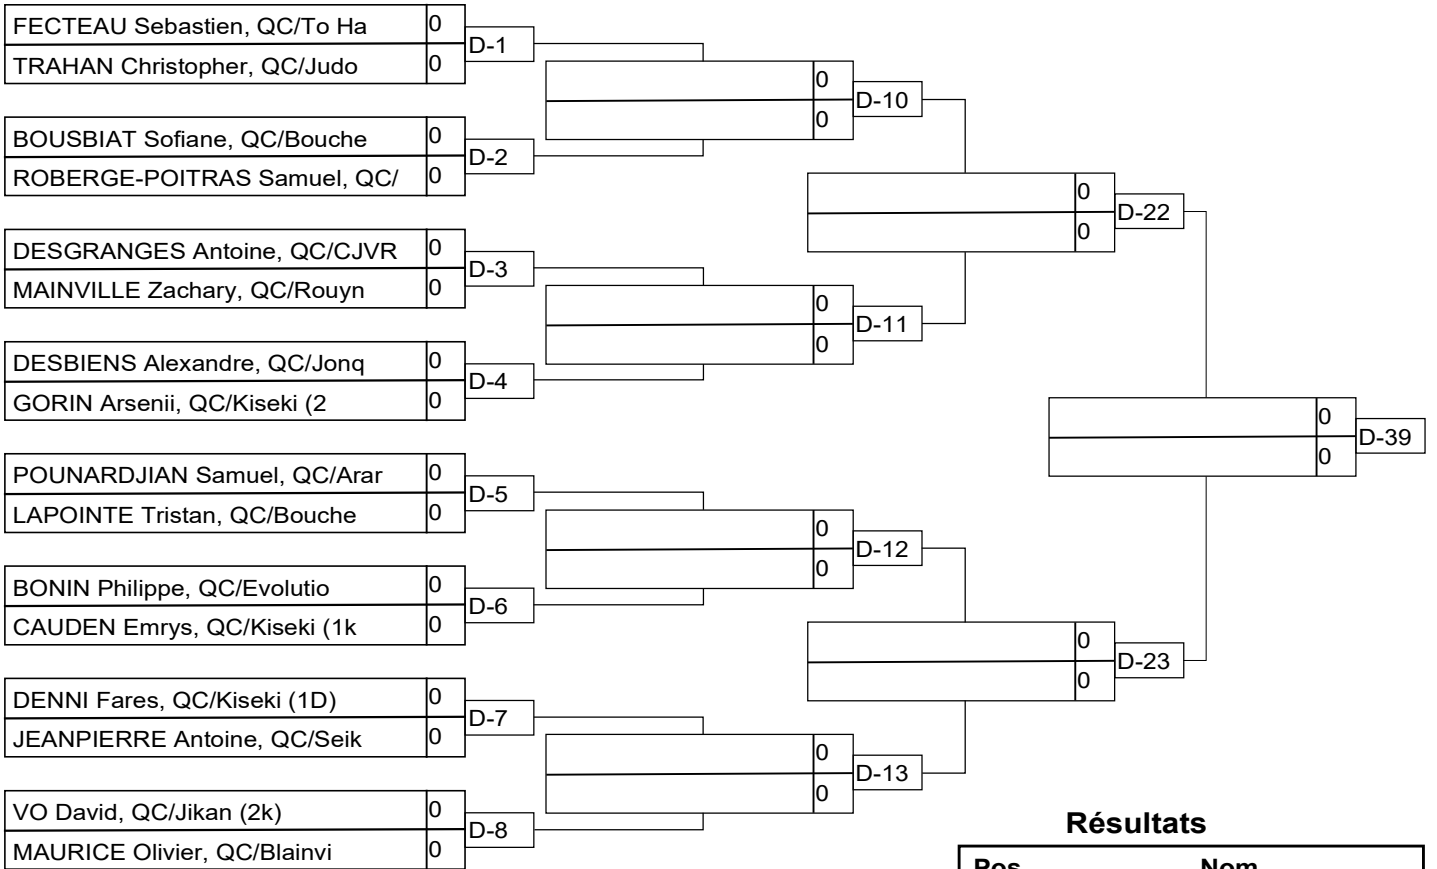 FECTEAU Sebastien, QC/To Ha 0
D-1
TRAHAN Christopher, QC/Judo 0
0
D-10
0
BOUSBIAT Sofiane, QC/Bouche 0
D-2
ROBERGE-POITRAS Samuel, QC/ 0
0
D-22
0
DESGRANGES Antoine, QC/CJVR 0
D-3
MAINVILLE Zachary, QC/Rouyn 0
0
D-11
0
DESBIENS Alexandre, QC/Jonq 0
D-4
GORIN Arsenii, QC/Kiseki (2 0
0
D-39
0
POUNARDJIAN Samuel, QC/Arar 0
D-5
LAPOINTE Tristan, QC/Bouche 0
0
D-12
0
BONIN Philippe, QC/Evolutio 0
D-6
CAUDEN Emrys, QC/Kiseki (1k 0
0
D-23
0
DENNI Fares, QC/Kiseki (1D) 0
D-7
JEANPIERRE Antoine, QC/Seik 0
0
D-13
0
VO David, QC/Jikan (2k) 0
D-8
MAURICE Olivier, QC/Blainvi 0
Résultats
Pos Nom